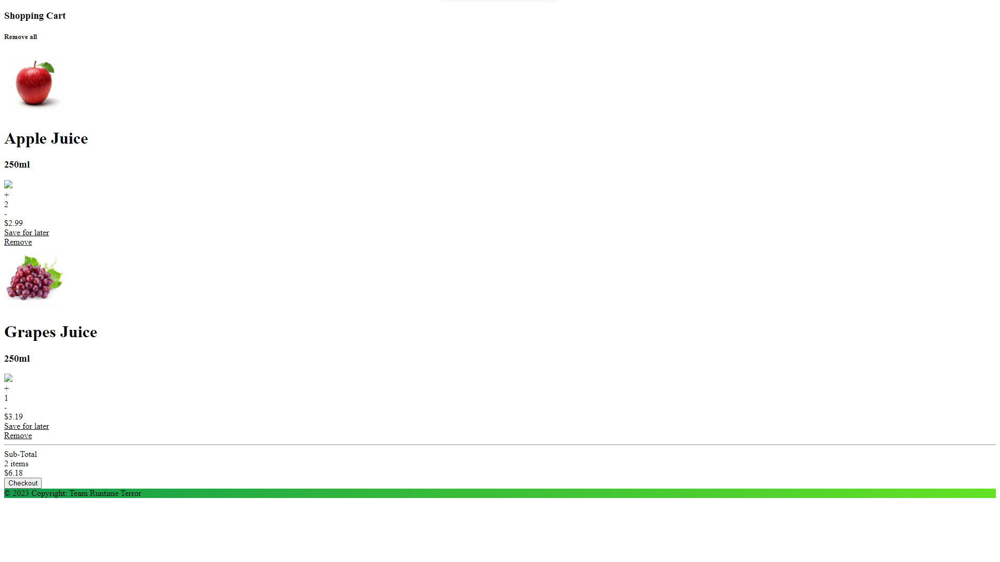 Shopping Cart
Remove all
Apple Juice
250ml
+
2
-
$2.99
Save for later
Remove
Grapes Juice
250ml
+
1
-
$3.19
Save for later
Remove
Sub-Total
2 items
$6.18
Checkout
© 2023 Copyright: Team Runtime Terror